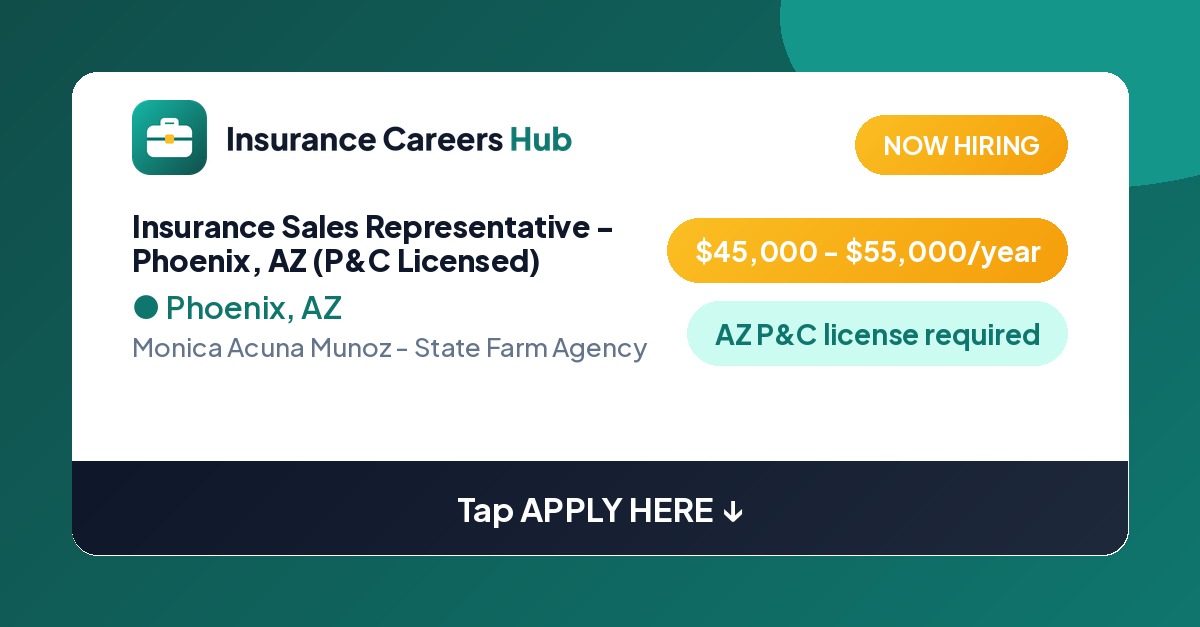 Insurance Careers Hub
NOW HIRING
Insurance Sales Representative –
Phoenix, AZ (P&C Licensed)
Phoenix, AZ
Monica Acuna Munoz - State Farm Agency
$45,000 – $55,000/year
AZ P&C license required
Tap APPLY HERE ↓